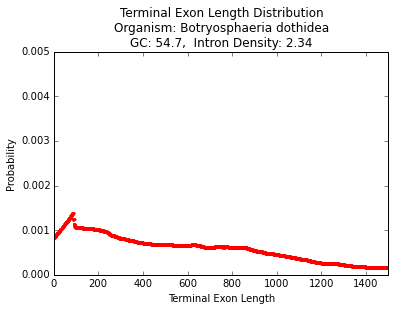 Terminal Exon Length Distribution
Organism: Botryosphaeria dothidea
GC: 54.7,  Intron Density: 2.34
0.005
0.004
0.003
0.002
0.001
0.000
Probability
0 200 400 600 800 1000 1200 1400
Terminal Exon Length